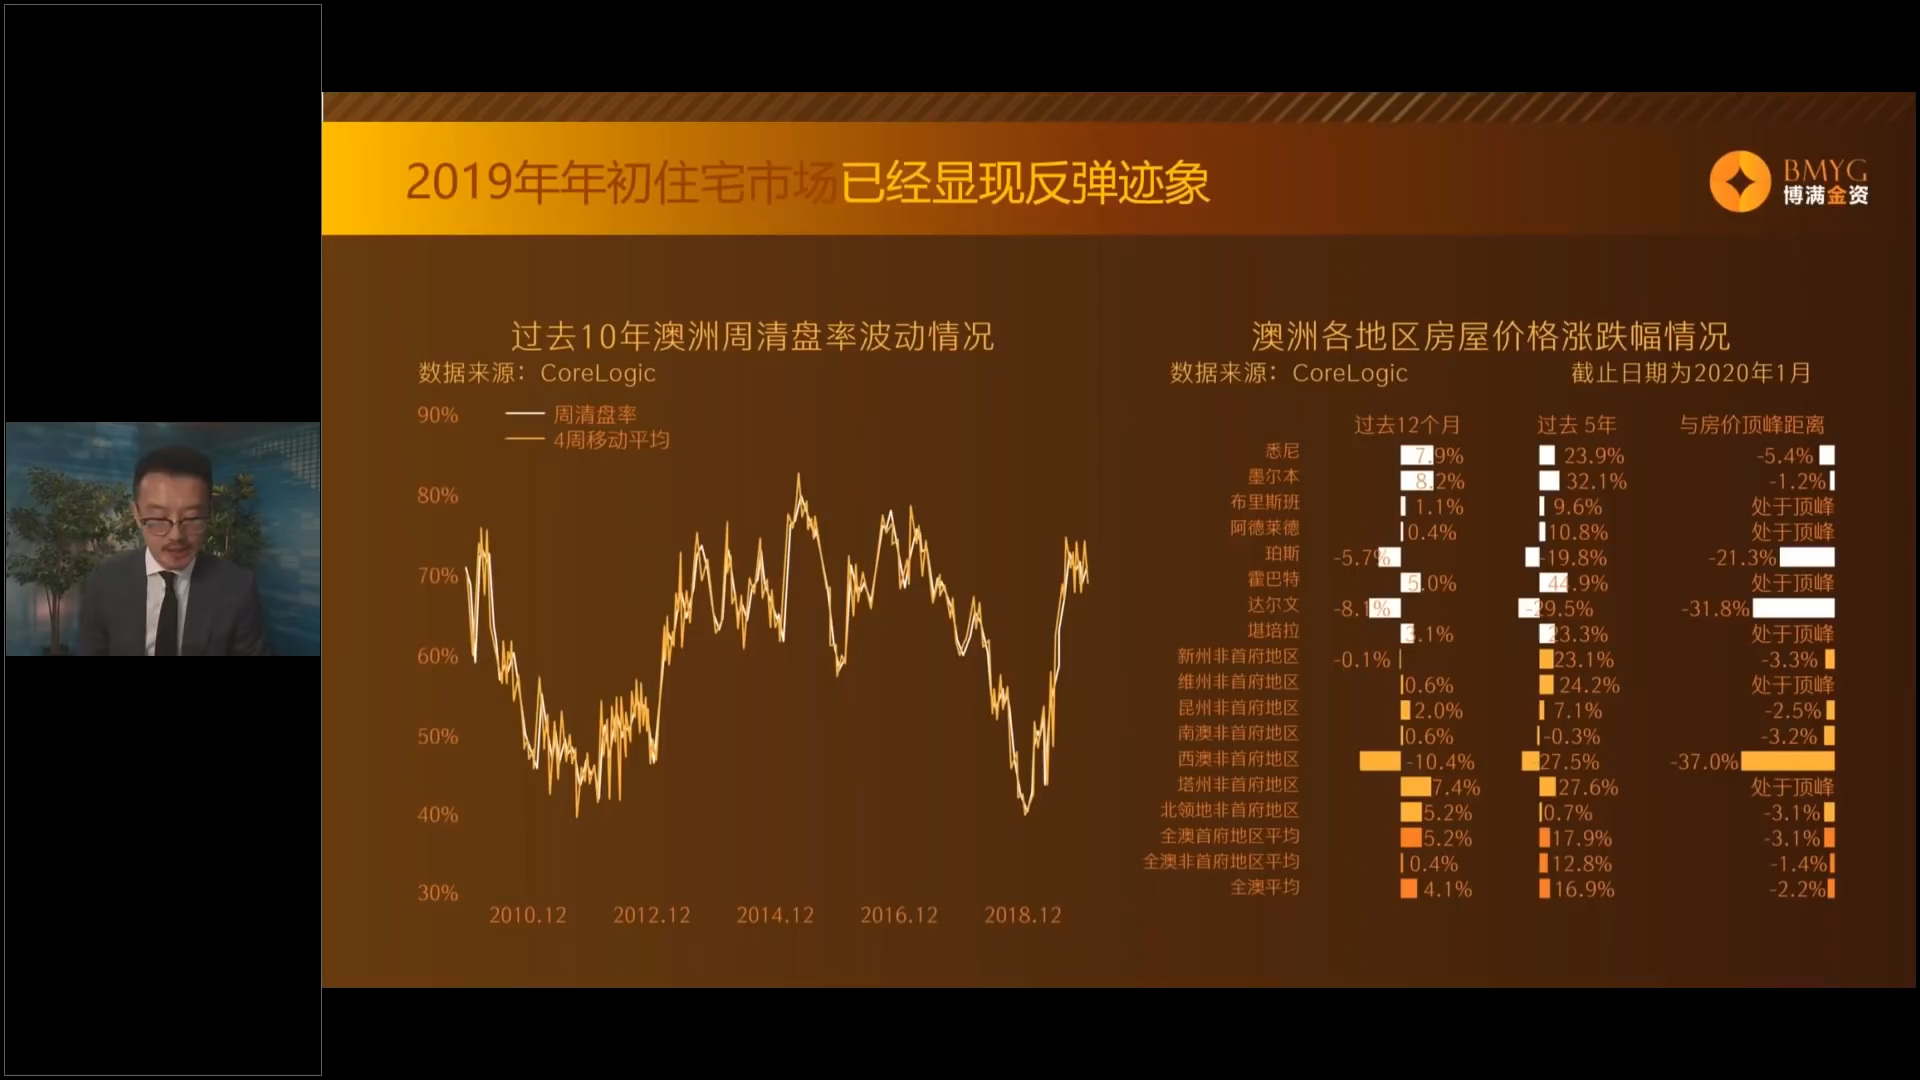 2019年年初住宅市场已经显现反弹迹象
BMYG
博满金资
过去10年澳洲周清盘率波动情况
数据来源：CoreLogic
90%
周清盘率
4周移动平均
80%
70%
60%
50%
40%
30%
2010.12 2012.12 2014.12 2016.12 2018.12
澳洲各地区房屋价格涨跌幅情况
数据来源：CoreLogic 截止日期为2020年1月
过去12个月 过去 5年 与房价顶峰距离
悉尼 7.9% 23.9% -5.4%
墨尔本 8.2% 32.1% -1.2%
布里斯班 1.1% 9.6% 处于顶峰
阿德莱德 0.4% 10.8% 处于顶峰
珀斯 -5.7% -19.8% -21.3%
霍巴特 5.0% 44.9% 处于顶峰
达尔文 -8.1% -29.5% -31.8%
堪培拉 3.1% 23.3% 处于顶峰
新州非首府地区 -0.1% 23.1% -3.3%
维州非首府地区 0.6% 24.2% 处于顶峰
昆州非首府地区 2.0% 7.1% -2.5%
南澳非首府地区 0.6% -0.3% -3.2%
西澳非首府地区 -10.4% -27.5% -37.0%
塔州非首府地区 7.4% 27.6% 处于顶峰
北领地非首府地区 5.2% 0.7% -3.1%
全澳首府地区平均 5.2% 17.9% -3.1%
全澳非首府地区平均 0.4% 12.8% -1.4%
全澳平均 4.1% 16.9% -2.2%